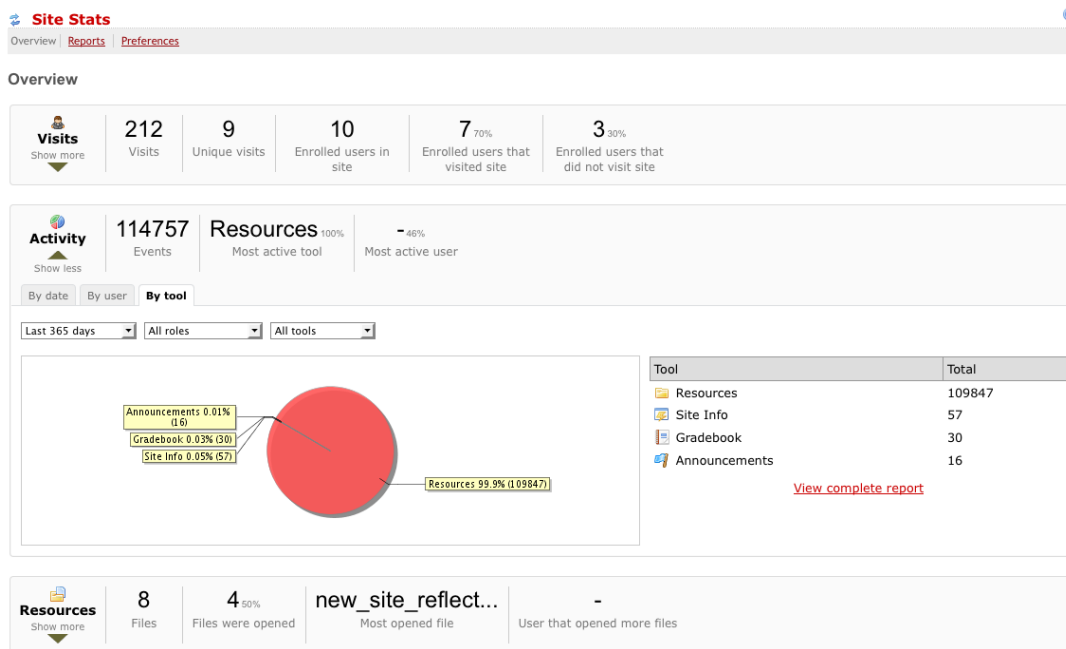 Site Stats
Overview Reports Preferences
Overview
Visits
Show more
212
Visits
9
Unique visits
10
Enrolled users in
site
7 70%
Enrolled users that
visited site
3 30%
Enrolled users that
did not visit site
Activity
Show less
114757
Events
Resources 100%
Most active tool
- 46%
Most active user
By date By user By tool
Last 365 days All roles All tools
Announcements 0.01%
(16)
Gradebook 0.03% (30)
Site Info 0.05% (57)
Resources 99.9% (109847)
Tool Total
Resources 109847
Site Info 57
Gradebook 30
Announcements 16
View complete report
Resources
Show more
8
Files
4 50%
Files were opened
new_site_reflect...
Most opened file
-
User that opened more files